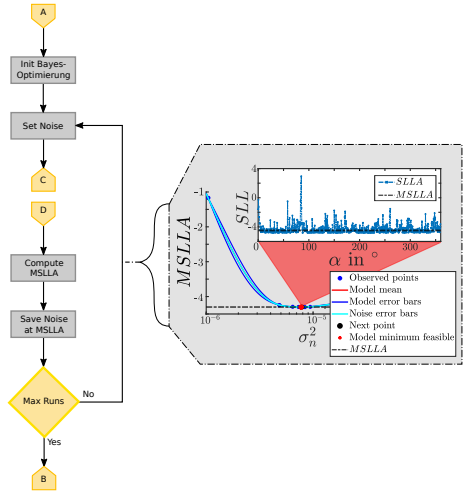 A
Init Bayes-
Optimierung
Set Noise
C
D
Compute
MSLLA
Save Noise
at MSLLA
Max Runs
No
Yes
B
MSLLA
-1
-2
-3
-4
10^-6
10^-5
σ_n^2
SLL
4
0
-4
0
100
200
300
α in °
SLLA
MSLLA
Observed points
Model mean
Model error bars
Noise error bars
Next point
Model minimum feasible
MSLLA